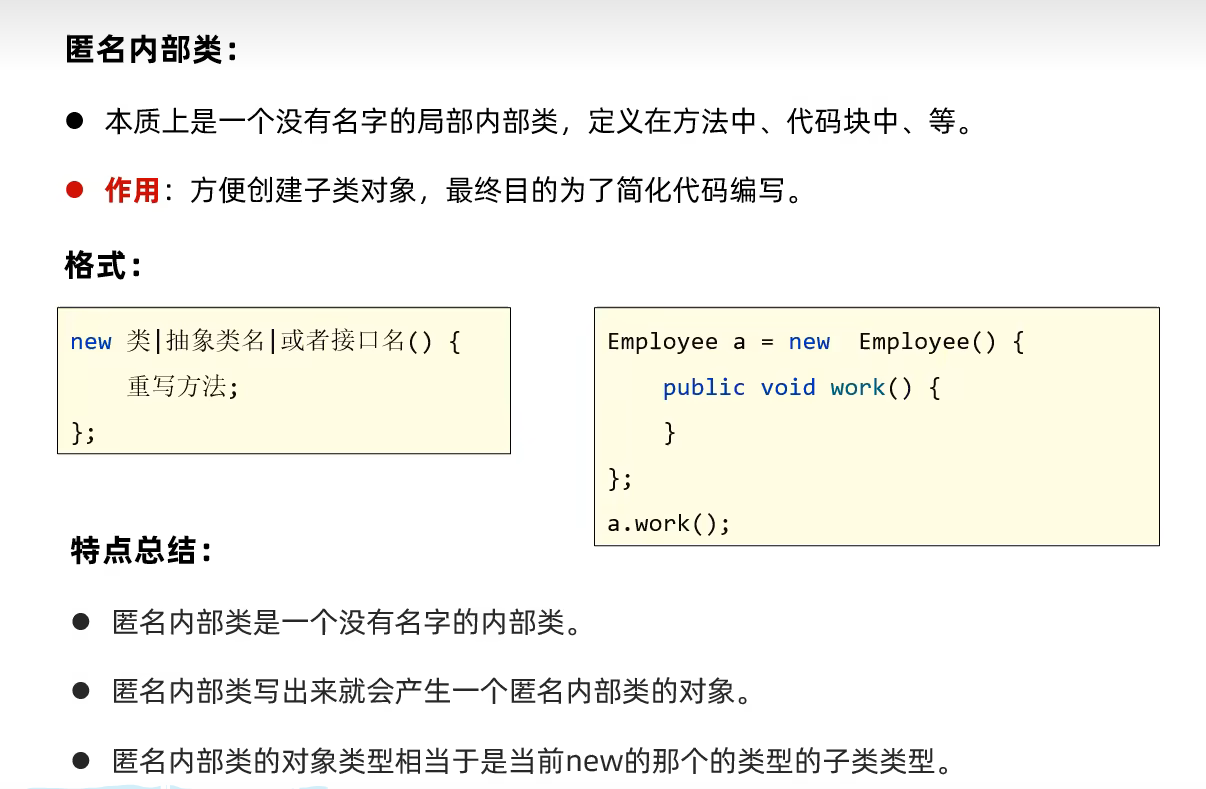 匿名内部类：
● 本质上是一个没有名字的局部内部类，定义在方法中、代码块中、等。
● 作用：方便创建子类对象，最终目的为了简化代码编写。
格式：
new 类|抽象类名|或者接口名() {
    重写方法;
};
Employee a = new  Employee() {
    public void work() {
    }
};
a.work();
特点总结：
● 匿名内部类是一个没有名字的内部类。
● 匿名内部类写出来就会产生一个匿名内部类的对象。
● 匿名内部类的对象类型相当于是当前new的那个的类型的子类类型。